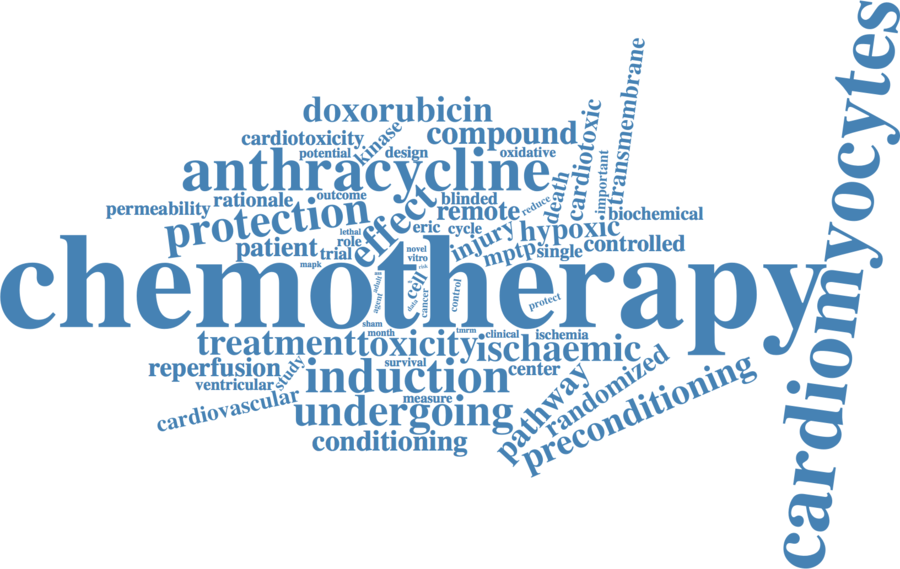 doxorubicin
cardiotoxicity
kinase
compound
potential
design
oxidative
anthracycline
cardiotoxic
transmembrane
important
death
permeability
rationale
outcome
protection
effect
blinded
remote
reduce
biochemical
lethal
eric
cycle
injury
hypoxic
patient
role
trial
mptp
single
controlled
mapk
novel
vitro
risk
cell
adult
agent
data
cancer
control
protect
chemotherapy
cardiomyocytes
sham
month
tmrm
clinical
ischemia
treatment
toxicity
ischaemic
reperfusion
study
survival
center
ventricular
induction
pathway
randomized
preconditioning
cardiovascular
measure
undergoing
conditioning